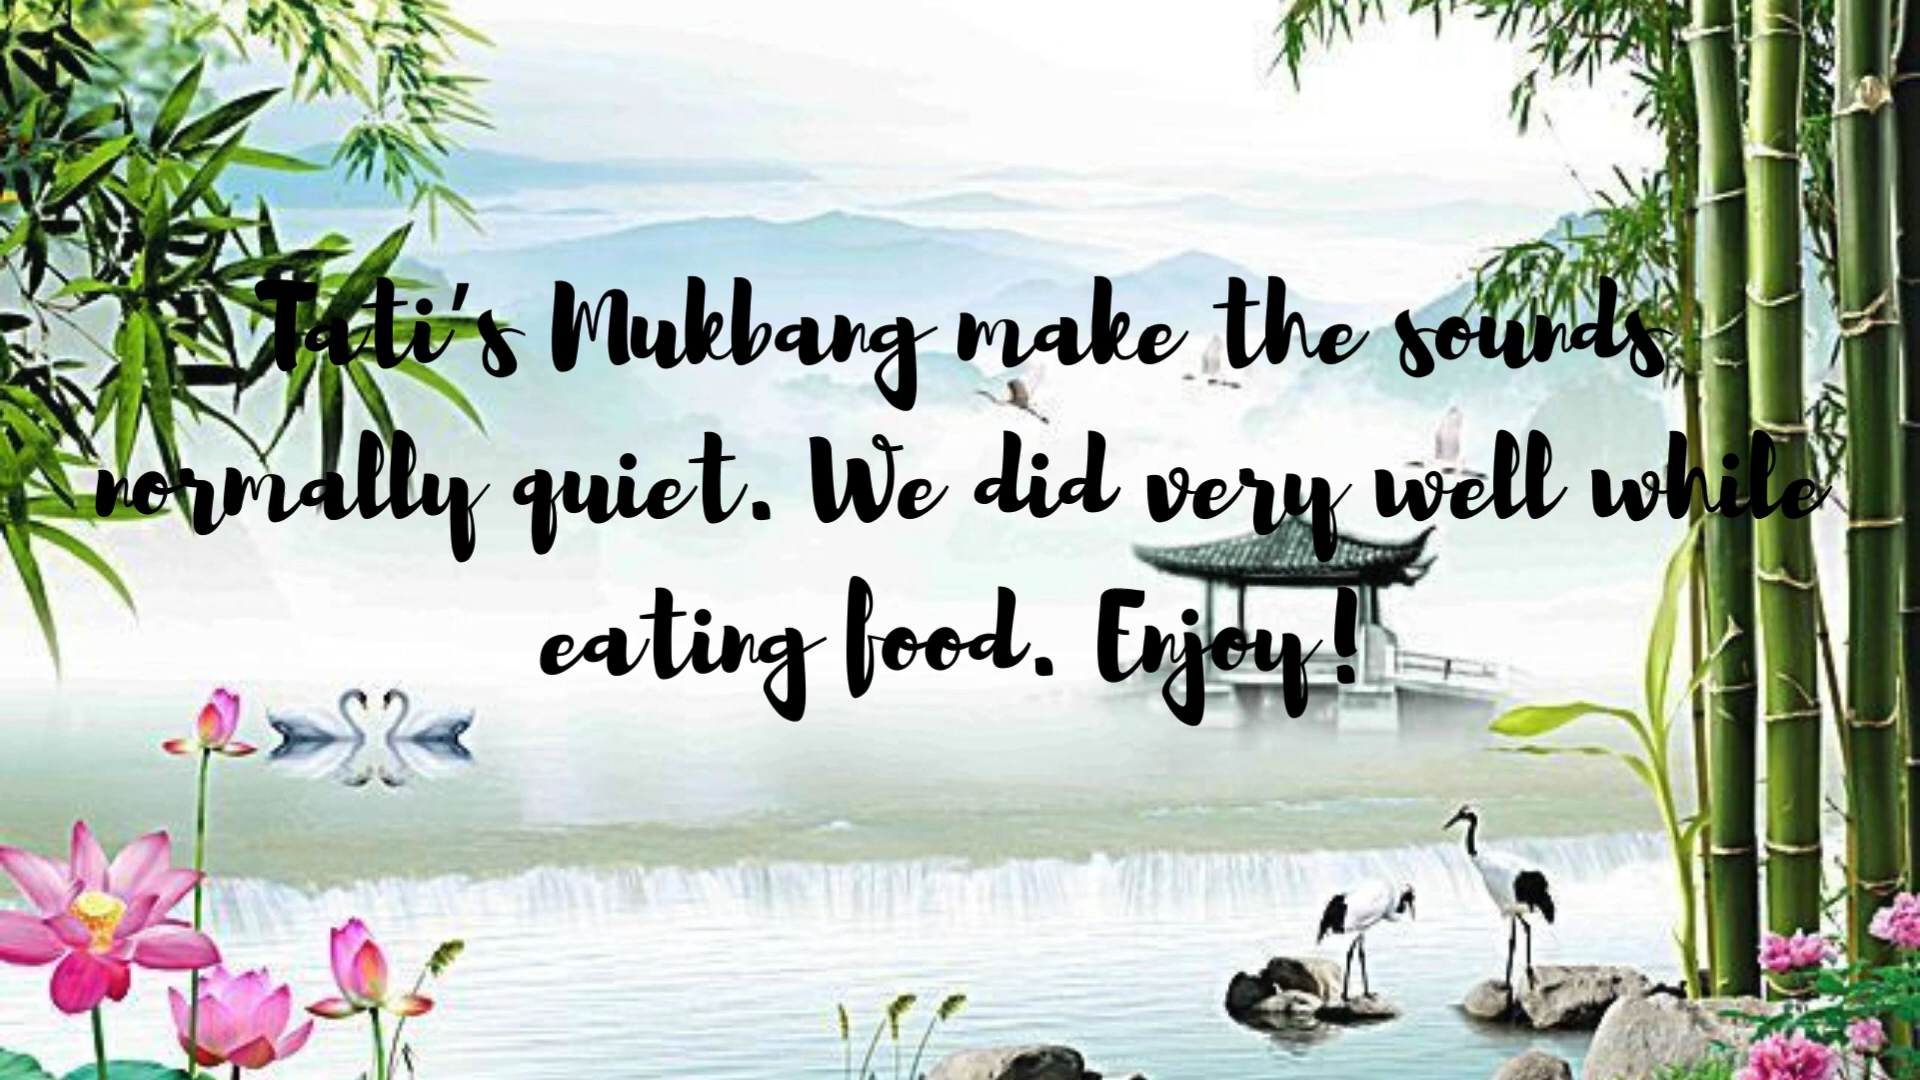 Tati's Mukbang make the sounds
normally quiet. We did very well while
eating food. Enjoy!